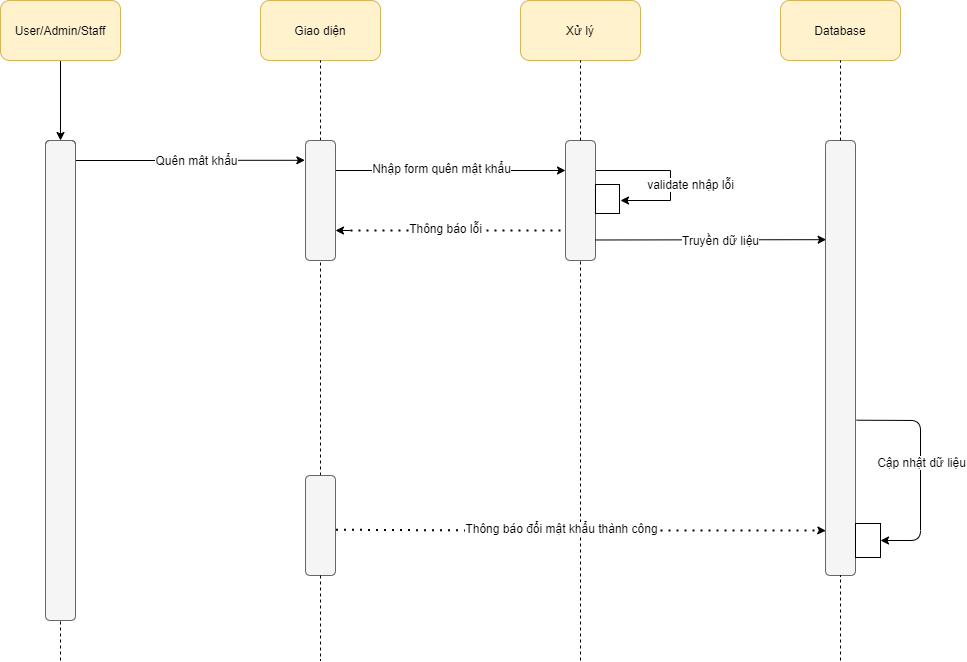 User/Admin/Staff
Giao diện
Xử lý
Database
Quên mât khẩu
Nhập form quên mật khẩu
validate nhập lỗi
Thông báo lỗi
Truyền dữ liệu
Cập nhật dữ liệu
Thông báo đổi mật khẩu thành công